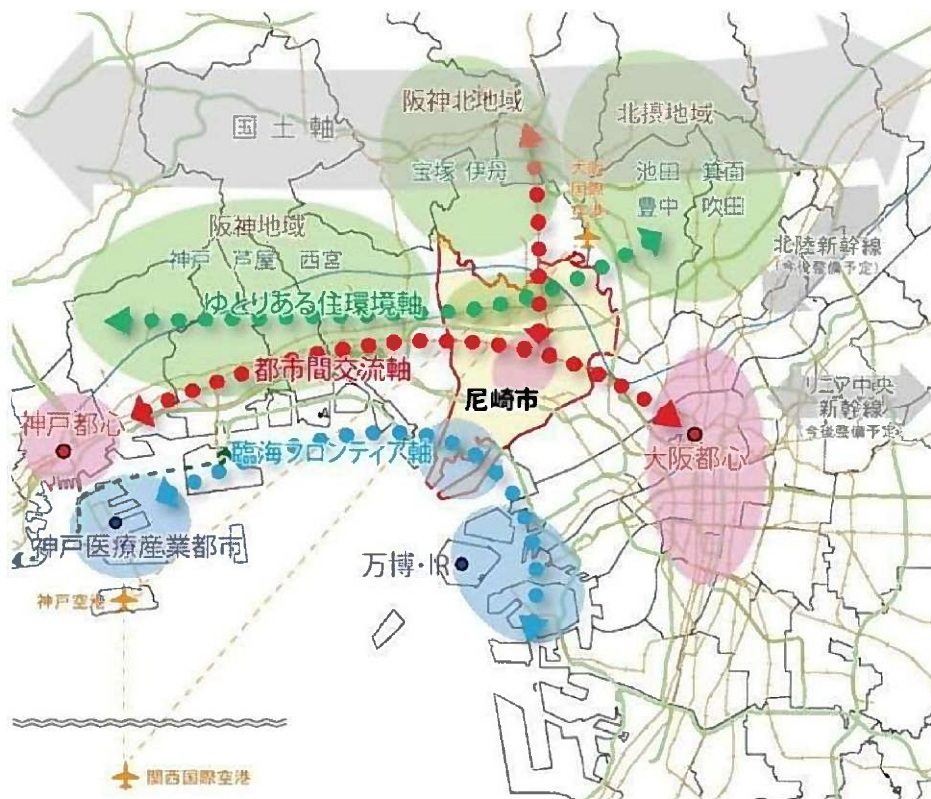 阪神北地域
北摂地域
国土軸
宝塚 伊丹
大阪
国際
空港
池田 箕面
豊中 吹田
阪神地域
神戸 芦屋 西宮
北陸新幹線
(今後整備予定)
ゆとりある住環境軸
都市間交流軸
尼崎市
リニア中央
新幹線
今後整備予定)
神戸都心
臨海フロンティア軸
大阪都心
神戸医療産業都市
万博・IR
神戸空港
関西国際空港